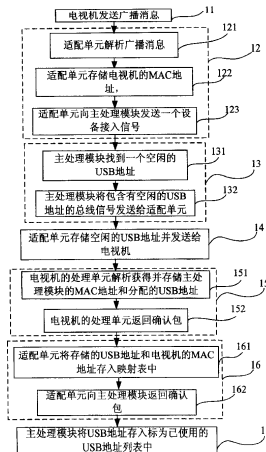 电视机发送广播消息
11
适配单元解析广播消息
121
适配单元存储电视机的MAC地
址,
122
12
适配单元向主处理模块发送一个设
备接入信号
123
主处理模块找到一个空闲的
USB地址
131
13
主处理模块将包含有空闲的USB
地址的总线信号发送给适配单元
132
适配单元存储空闲的USB地址并发送给
电视机
14
电视机的处理单元解析获得并存储主处
理模块的MAC地址和分配的USB地址
151
电视机的处理单元返回确认包
152
适配单元将存储的USB地址和电视机的MAC
地址存入映射表中
161
16
适配单元向主处理模块返回确认
包
162
主处理模块将USB地址存入标为已使用的
USB地址列表中